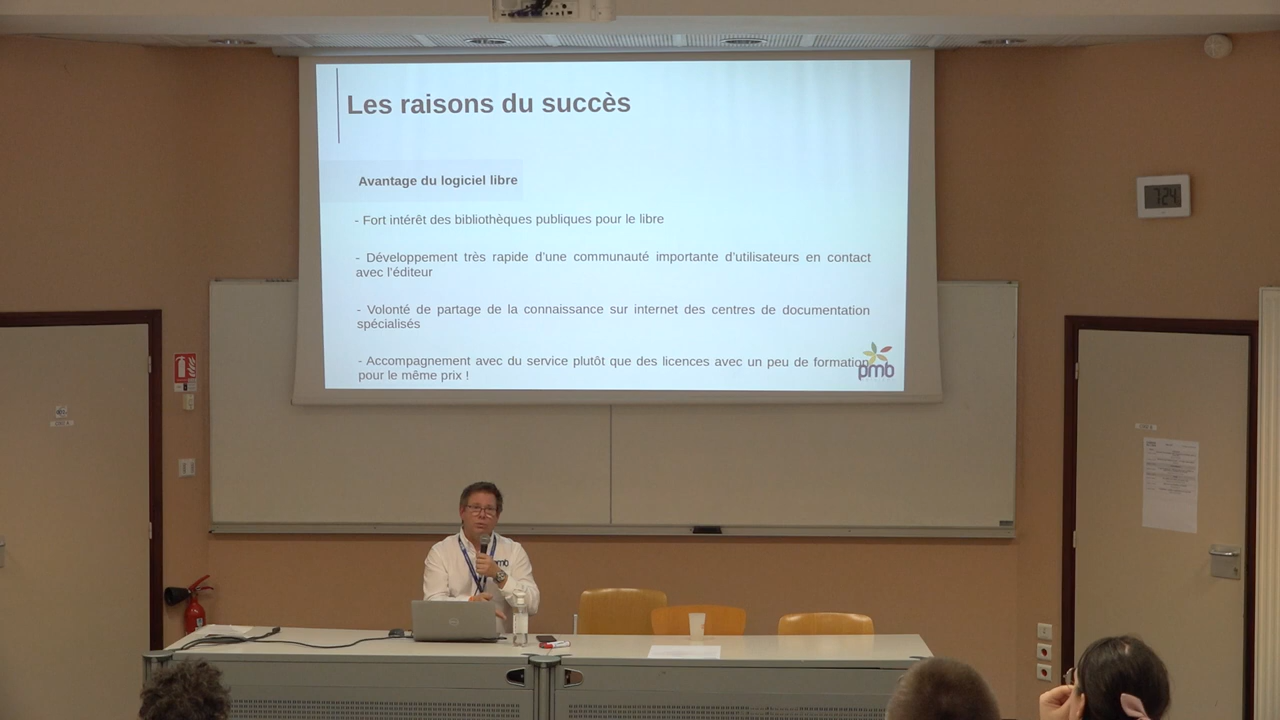 Les raisons du succès
Avantage du logiciel libre
- Fort intérêt des bibliothèques publiques pour le libre
- Développement très rapide d’une communauté importante d’utilisateurs en contact
avec l’éditeur
- Volonté de partage de la connaissance sur internet des centres de documentation
spécialisés
- Accompagnement avec du service plutôt que des licences avec un peu de formation
pour le même prix !
pmb
pmb